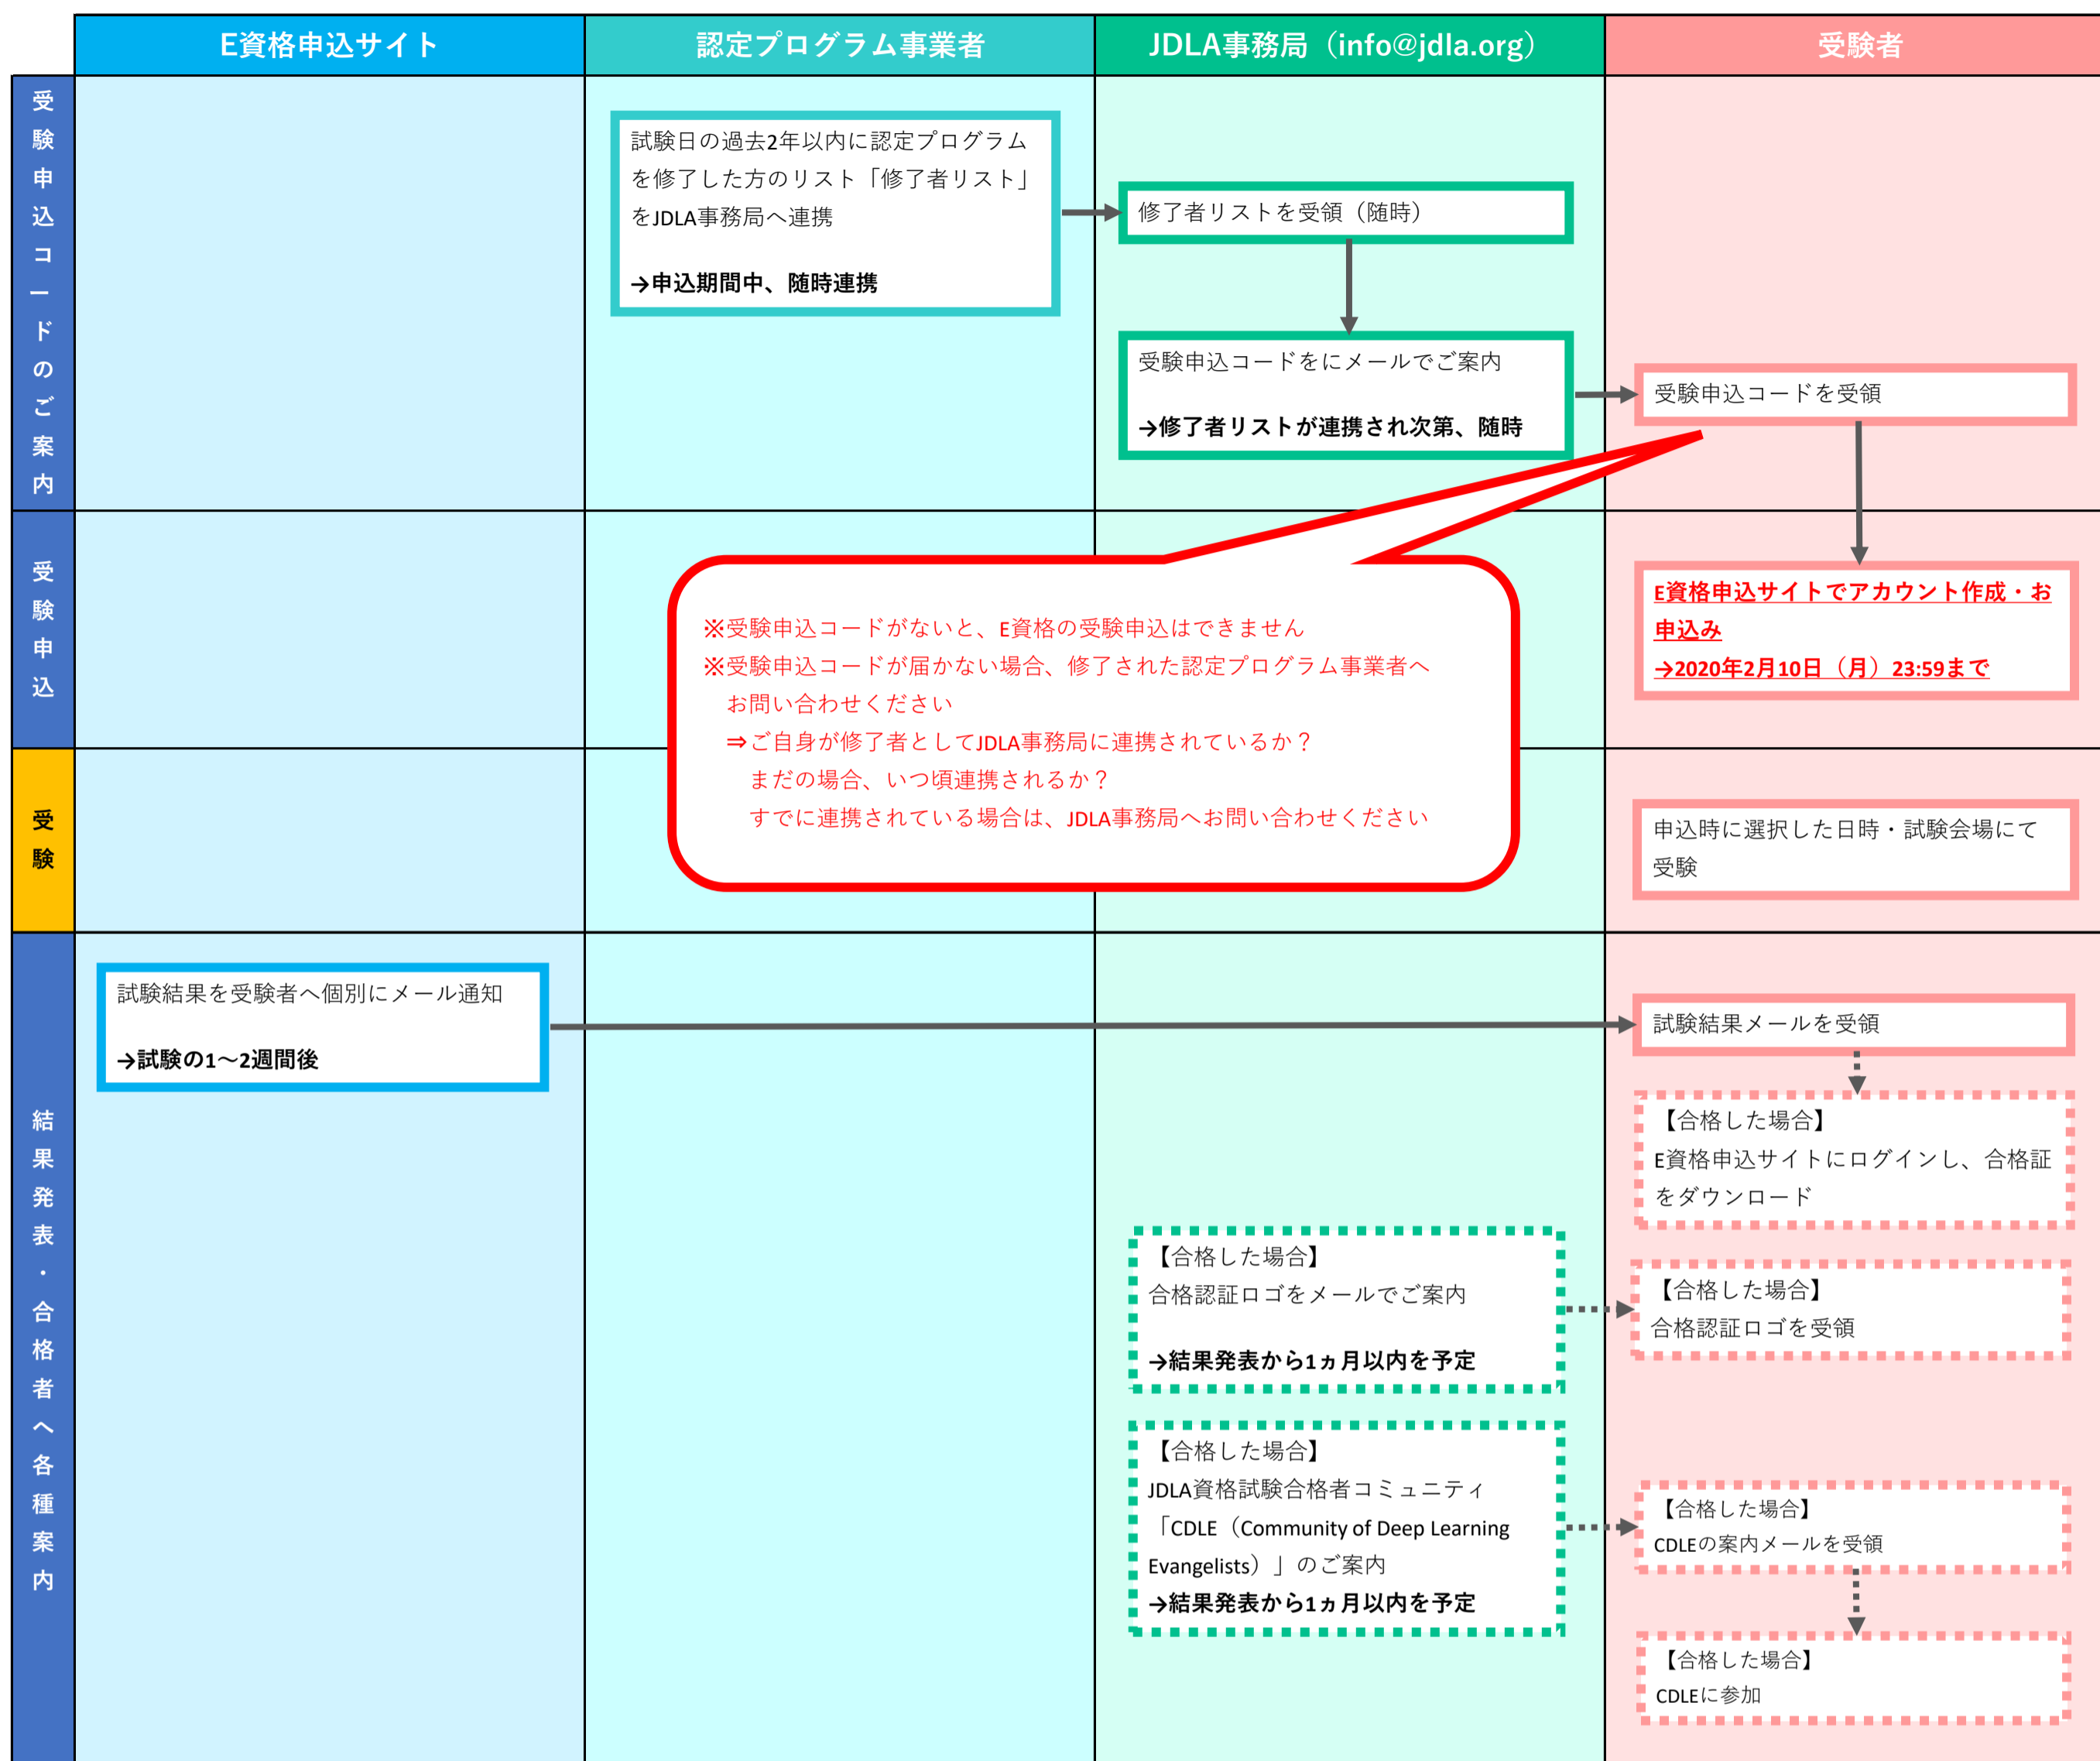 E資格申込サイト
認定プログラム事業者
JDLA事務局（info@jdla.org）
受験者
受験申込コードのご案内
試験日の過去2年以内に認定プログラム
を修了した方のリスト「修了者リスト」
をJDLA事務局へ連携
→申込期間中、随時連携
修了者リストを受領（随時）
受験申込コードをにメールでご案内
→修了者リストが連携され次第、随時
受験申込コードを受領
受験申込
※受験申込コードがないと、E資格の受験申込はできません
※受験申込コードが届かない場合、修了された認定プログラム事業者へ
お問い合わせください
⇒ご自身が修了者としてJDLA事務局に連携されているか？
まだの場合、いつ頃連携されるか？
すでに連携されている場合は、JDLA事務局へお問い合わせください
E資格申込サイトでアカウント作成・お
申込み
→2020年2月10日（月）23:59まで
受験
申込時に選択した日時・試験会場にて
受験
結果発表・合格者へ各種案内
試験結果を受験者へ個別にメール通知
→試験の1～2週間後
試験結果メールを受領
【合格した場合】
E資格申込サイトにログインし、合格証
をダウンロード
【合格した場合】
合格認証ロゴをメールでご案内
→結果発表から1ヵ月以内を予定
【合格した場合】
合格認証ロゴを受領
【合格した場合】
JDLA資格試験合格者コミュニティ
「CDLE（Community of Deep Learning
Evangelists）」のご案内
→結果発表から1ヵ月以内を予定
【合格した場合】
CDLEの案内メールを受領
【合格した場合】
CDLEに参加